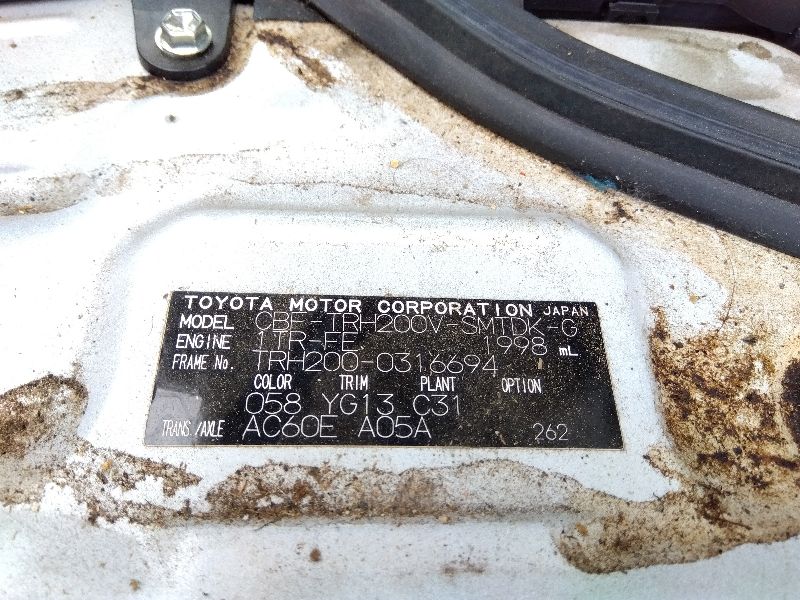 TOYOTA MOTOR CORPORATION JAPAN
MODEL CBF-TRH200V-SMTDK-G
ENGINE 1TR-FE 1998 mL
FRAME No. TRH200-0316694
COLOR TRIM PLANT OPTION
058 YG13 C31
TRANS/AXLE AC60E A05A 262